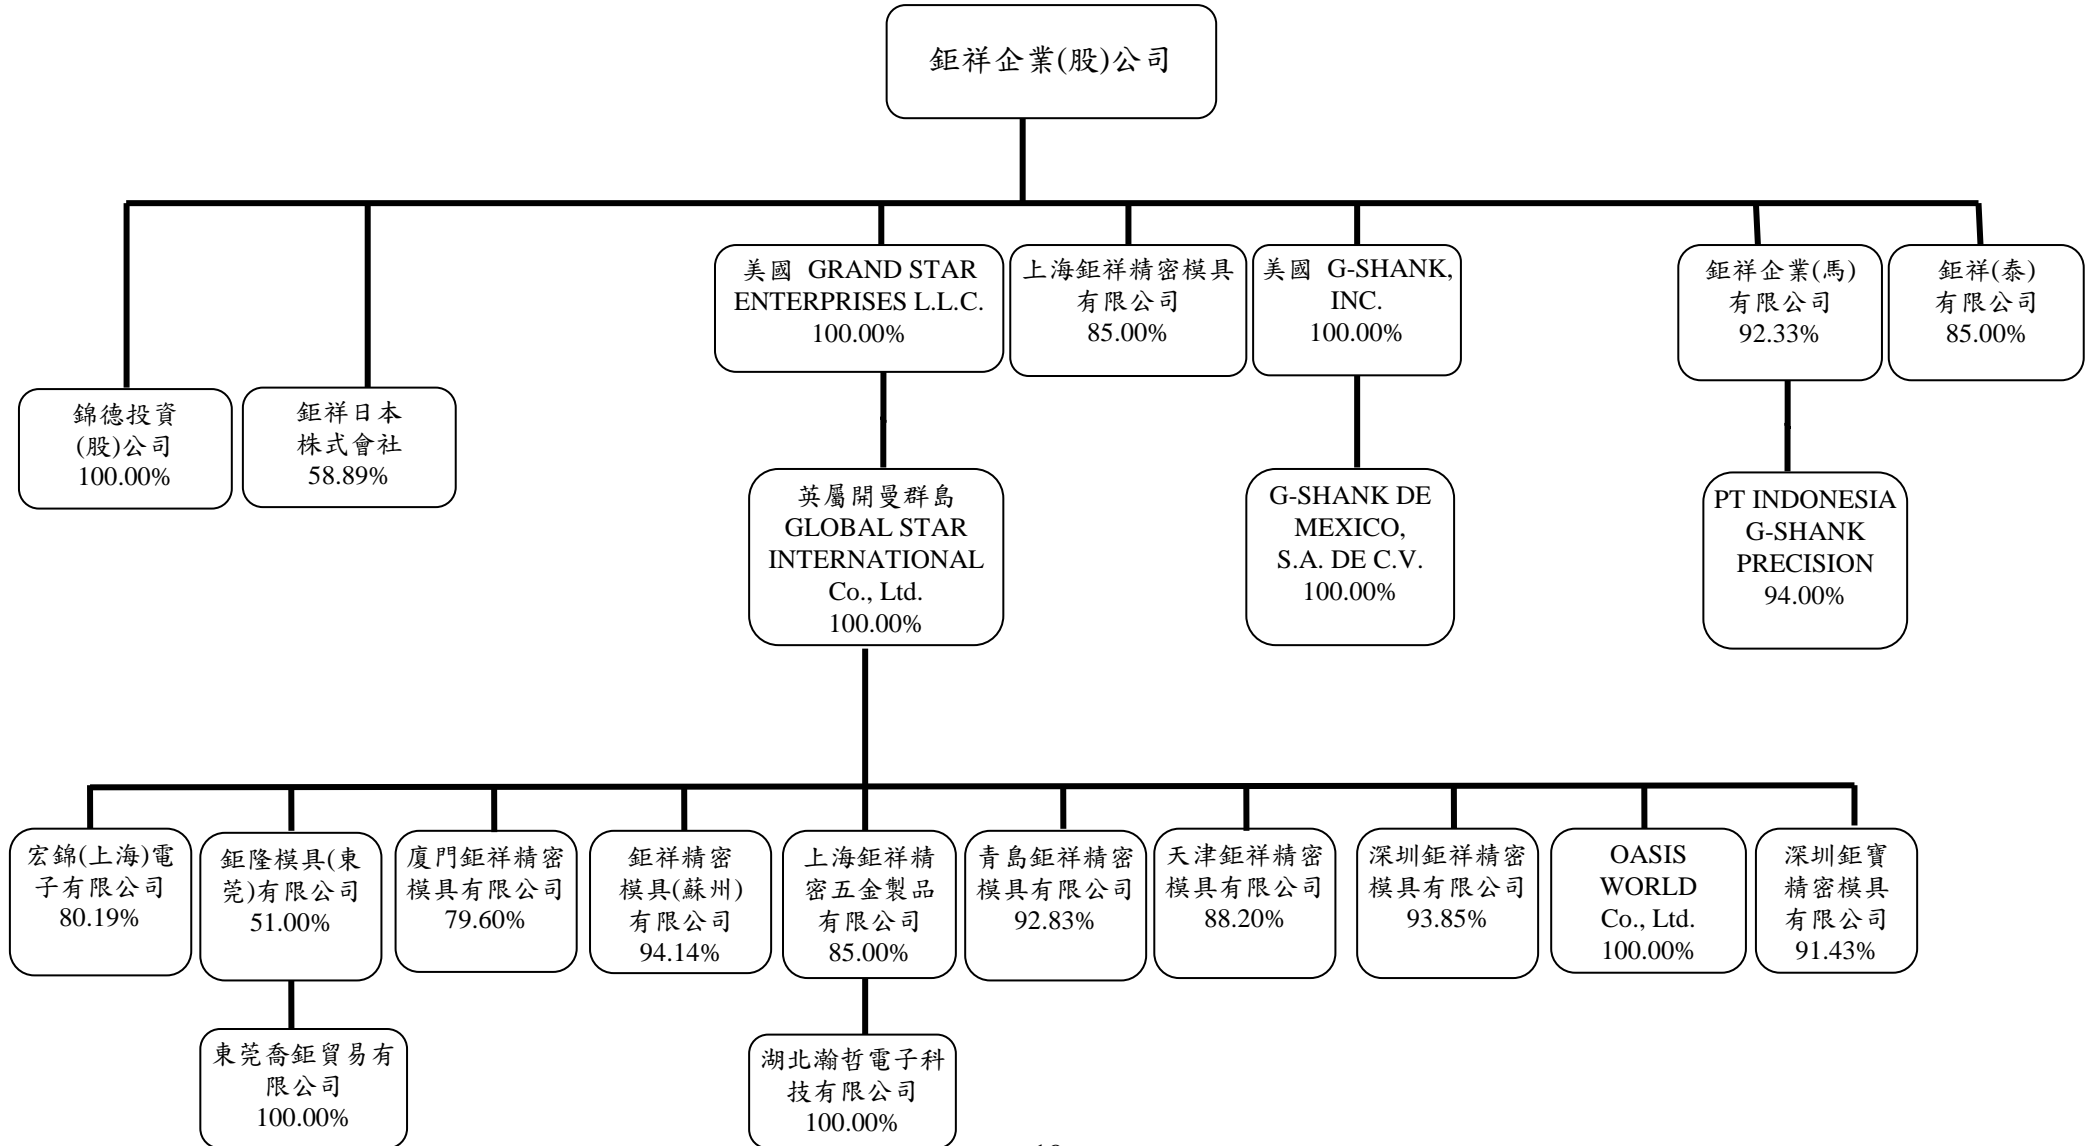 鉅祥企業(股)公司
錦德投資
(股)公司
100.00%
鉅祥日本
株式會社
58.89%
美國 GRAND STAR
ENTERPRISES L.L.C.
100.00%
上海鉅祥精密模具
有限公司
85.00%
美國 G-SHANK,
INC.
100.00%
鉅祥企業(馬)
有限公司
92.33%
鉅祥(泰)
有限公司
85.00%
英屬開曼群島
GLOBAL STAR
INTERNATIONAL
Co., Ltd.
100.00%
G-SHANK DE
MEXICO,
S.A. DE C.V.
100.00%
PT INDONESIA
G-SHANK
PRECISION
94.00%
宏錦(上海)電
子有限公司
80.19%
鉅隆模具(東
莞)有限公司
51.00%
廈門鉅祥精密
模具有限公司
79.60%
鉅祥精密
模具(蘇州)
有限公司
94.14%
上海鉅祥精
密五金製品
有限公司
85.00%
青島鉅祥精密
模具有限公司
92.83%
天津鉅祥精密
模具有限公司
88.20%
深圳鉅祥精密
模具有限公司
93.85%
OASIS
WORLD
Co., Ltd.
100.00%
深圳鉅寶
精密模具
有限公司
91.43%
東莞喬鉅貿易有
限公司
100.00%
湖北瀚哲電子科
技有限公司
100.00%